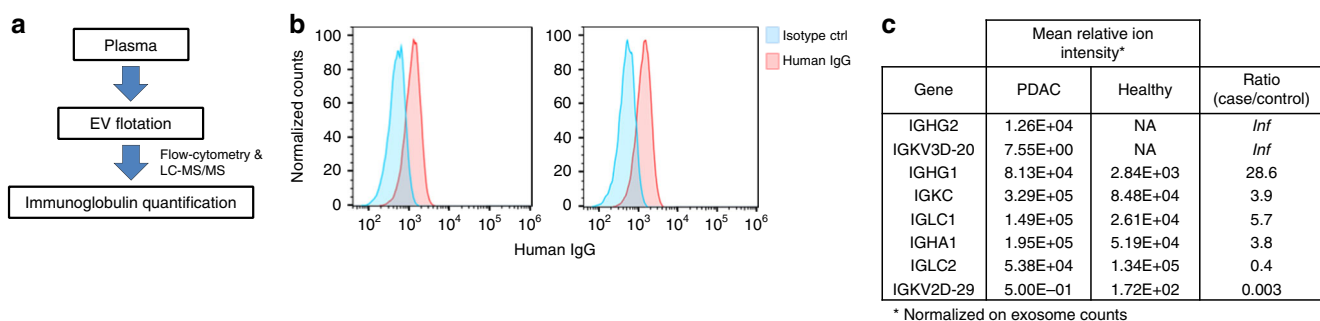 a
Plasma
EV flotation
Flow-cytometry &
LC-MS/MS
Immunoglobulin quantification
b
Normalized counts
100
80
60
40
20
0
10² 10³ 10⁴ 10⁵ 10⁶
100
80
60
40
20
0
10² 10³ 10⁴ 10⁵ 10⁶
Human IgG
Isotype ctrl
Human IgG
c
Mean relative ion
intensity*
Gene PDAC Healthy Ratio
(case/control)
IGHG2 1.26E+04 NA Inf
IGKV3D-20 7.55E+00 NA Inf
IGHG1 8.13E+04 2.84E+03 28.6
IGKC 3.29E+05 8.48E+04 3.9
IGLC1 1.49E+05 2.61E+04 5.7
IGHA1 1.95E+05 5.19E+04 3.8
IGLC2 5.38E+04 1.34E+05 0.4
IGKV2D-29 5.00E–01 1.72E+02 0.003
* Normalized on exosome counts